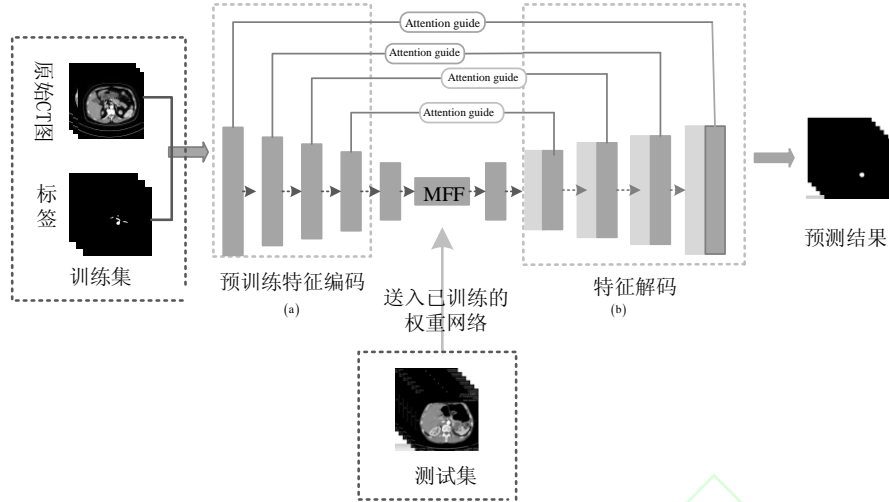 Attention guide
Attention guide
Attention guide
Attention guide
原始CT图
标签
训练集
MFF
预训练特征编码
(a)
送入已训练的
权重网络
特征解码
(b)
预测结果
测试集